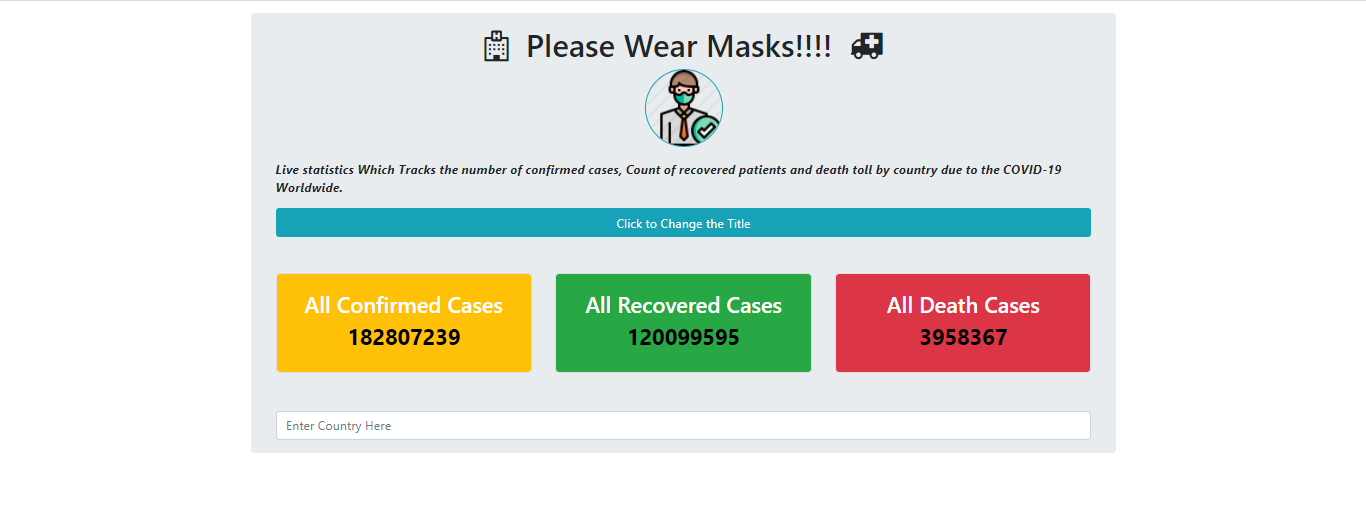 Please Wear Masks!!!!
Live statistics Which Tracks the number of confirmed cases, Count of recovered patients and death toll by country due to the COVID-19
Worldwide.
Click to Change the Title
All Confirmed Cases
182807239
All Recovered Cases
120099595
All Death Cases
3958367
Enter Country Here